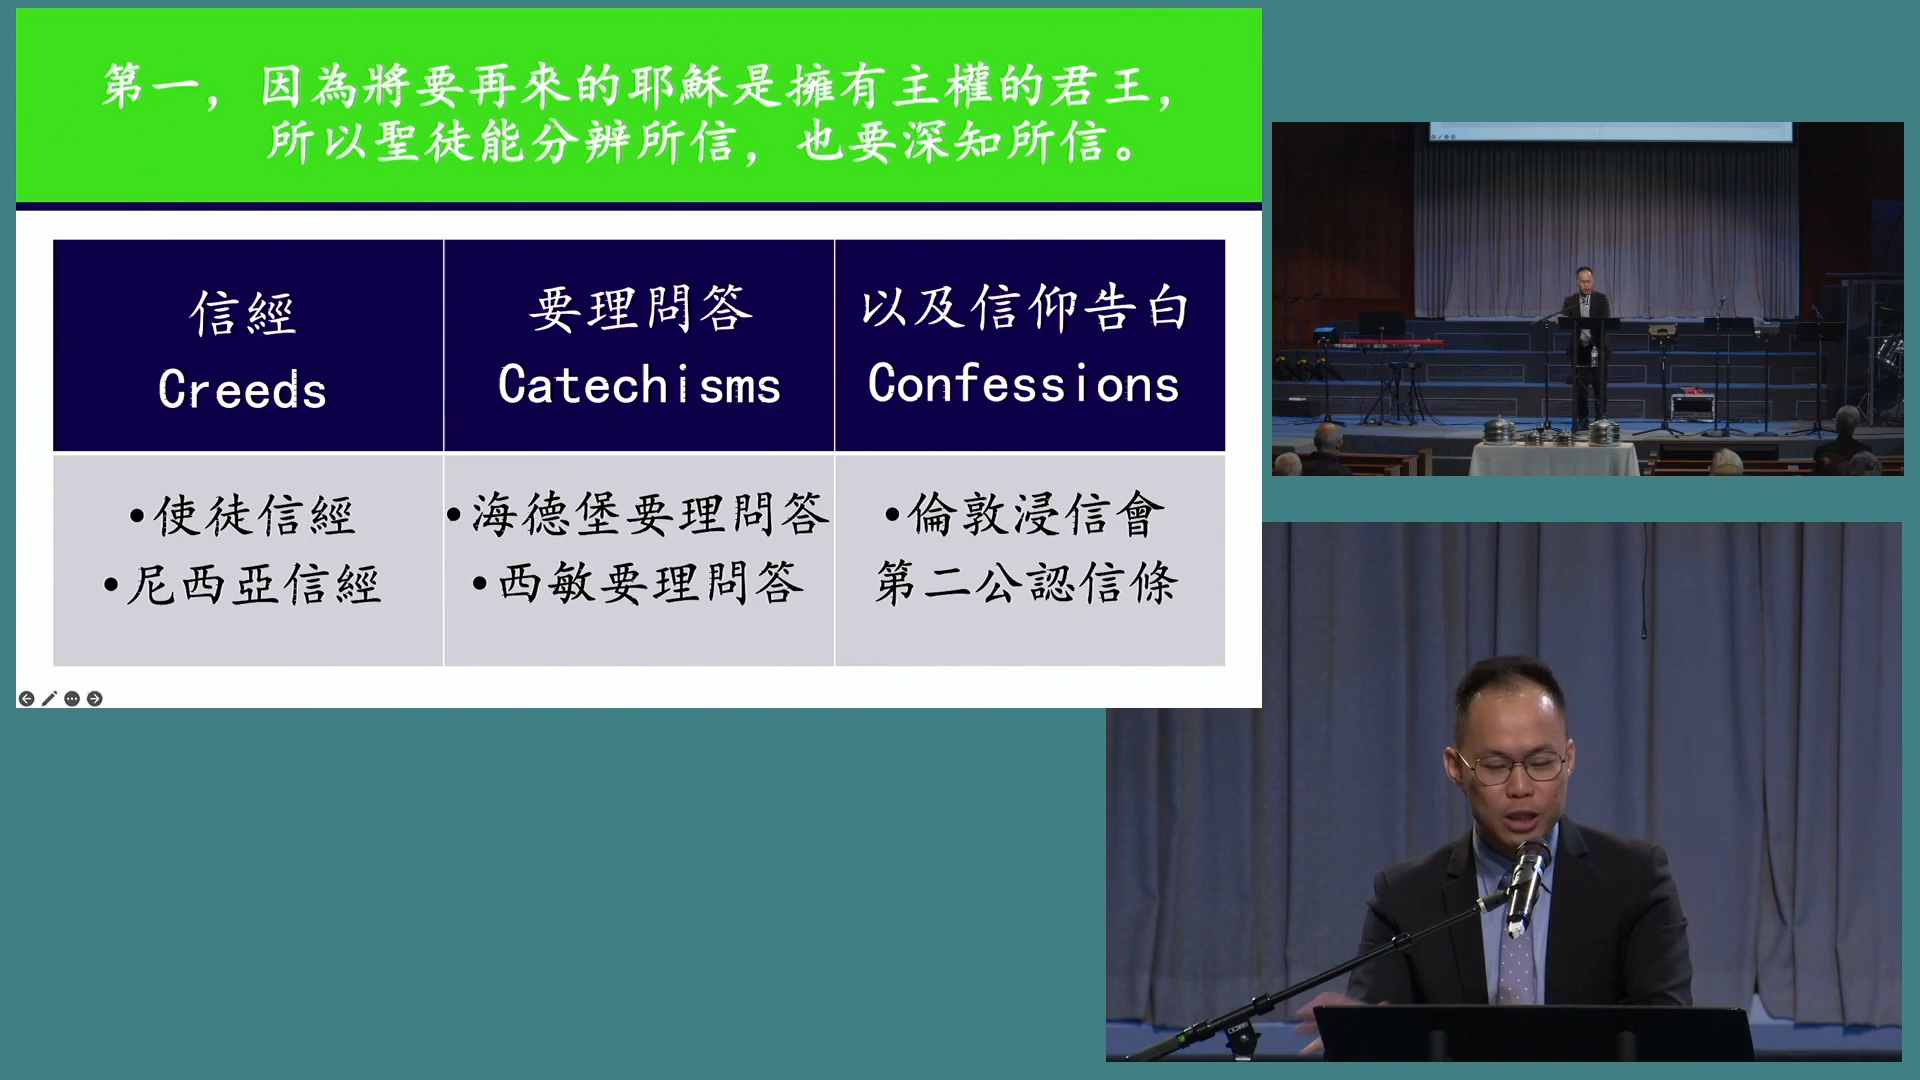 第一，因為將要再來的耶穌是擁有主權的君王，
所以聖徒能分辨所信，也要深知所信。
信經
Creeds
要理問答
Catechisms
以及信仰告白
Confessions
•使徒信經
•尼西亞信經
•海德堡要理問答
•西敏要理問答
•倫敦浸信會
第二公認信條